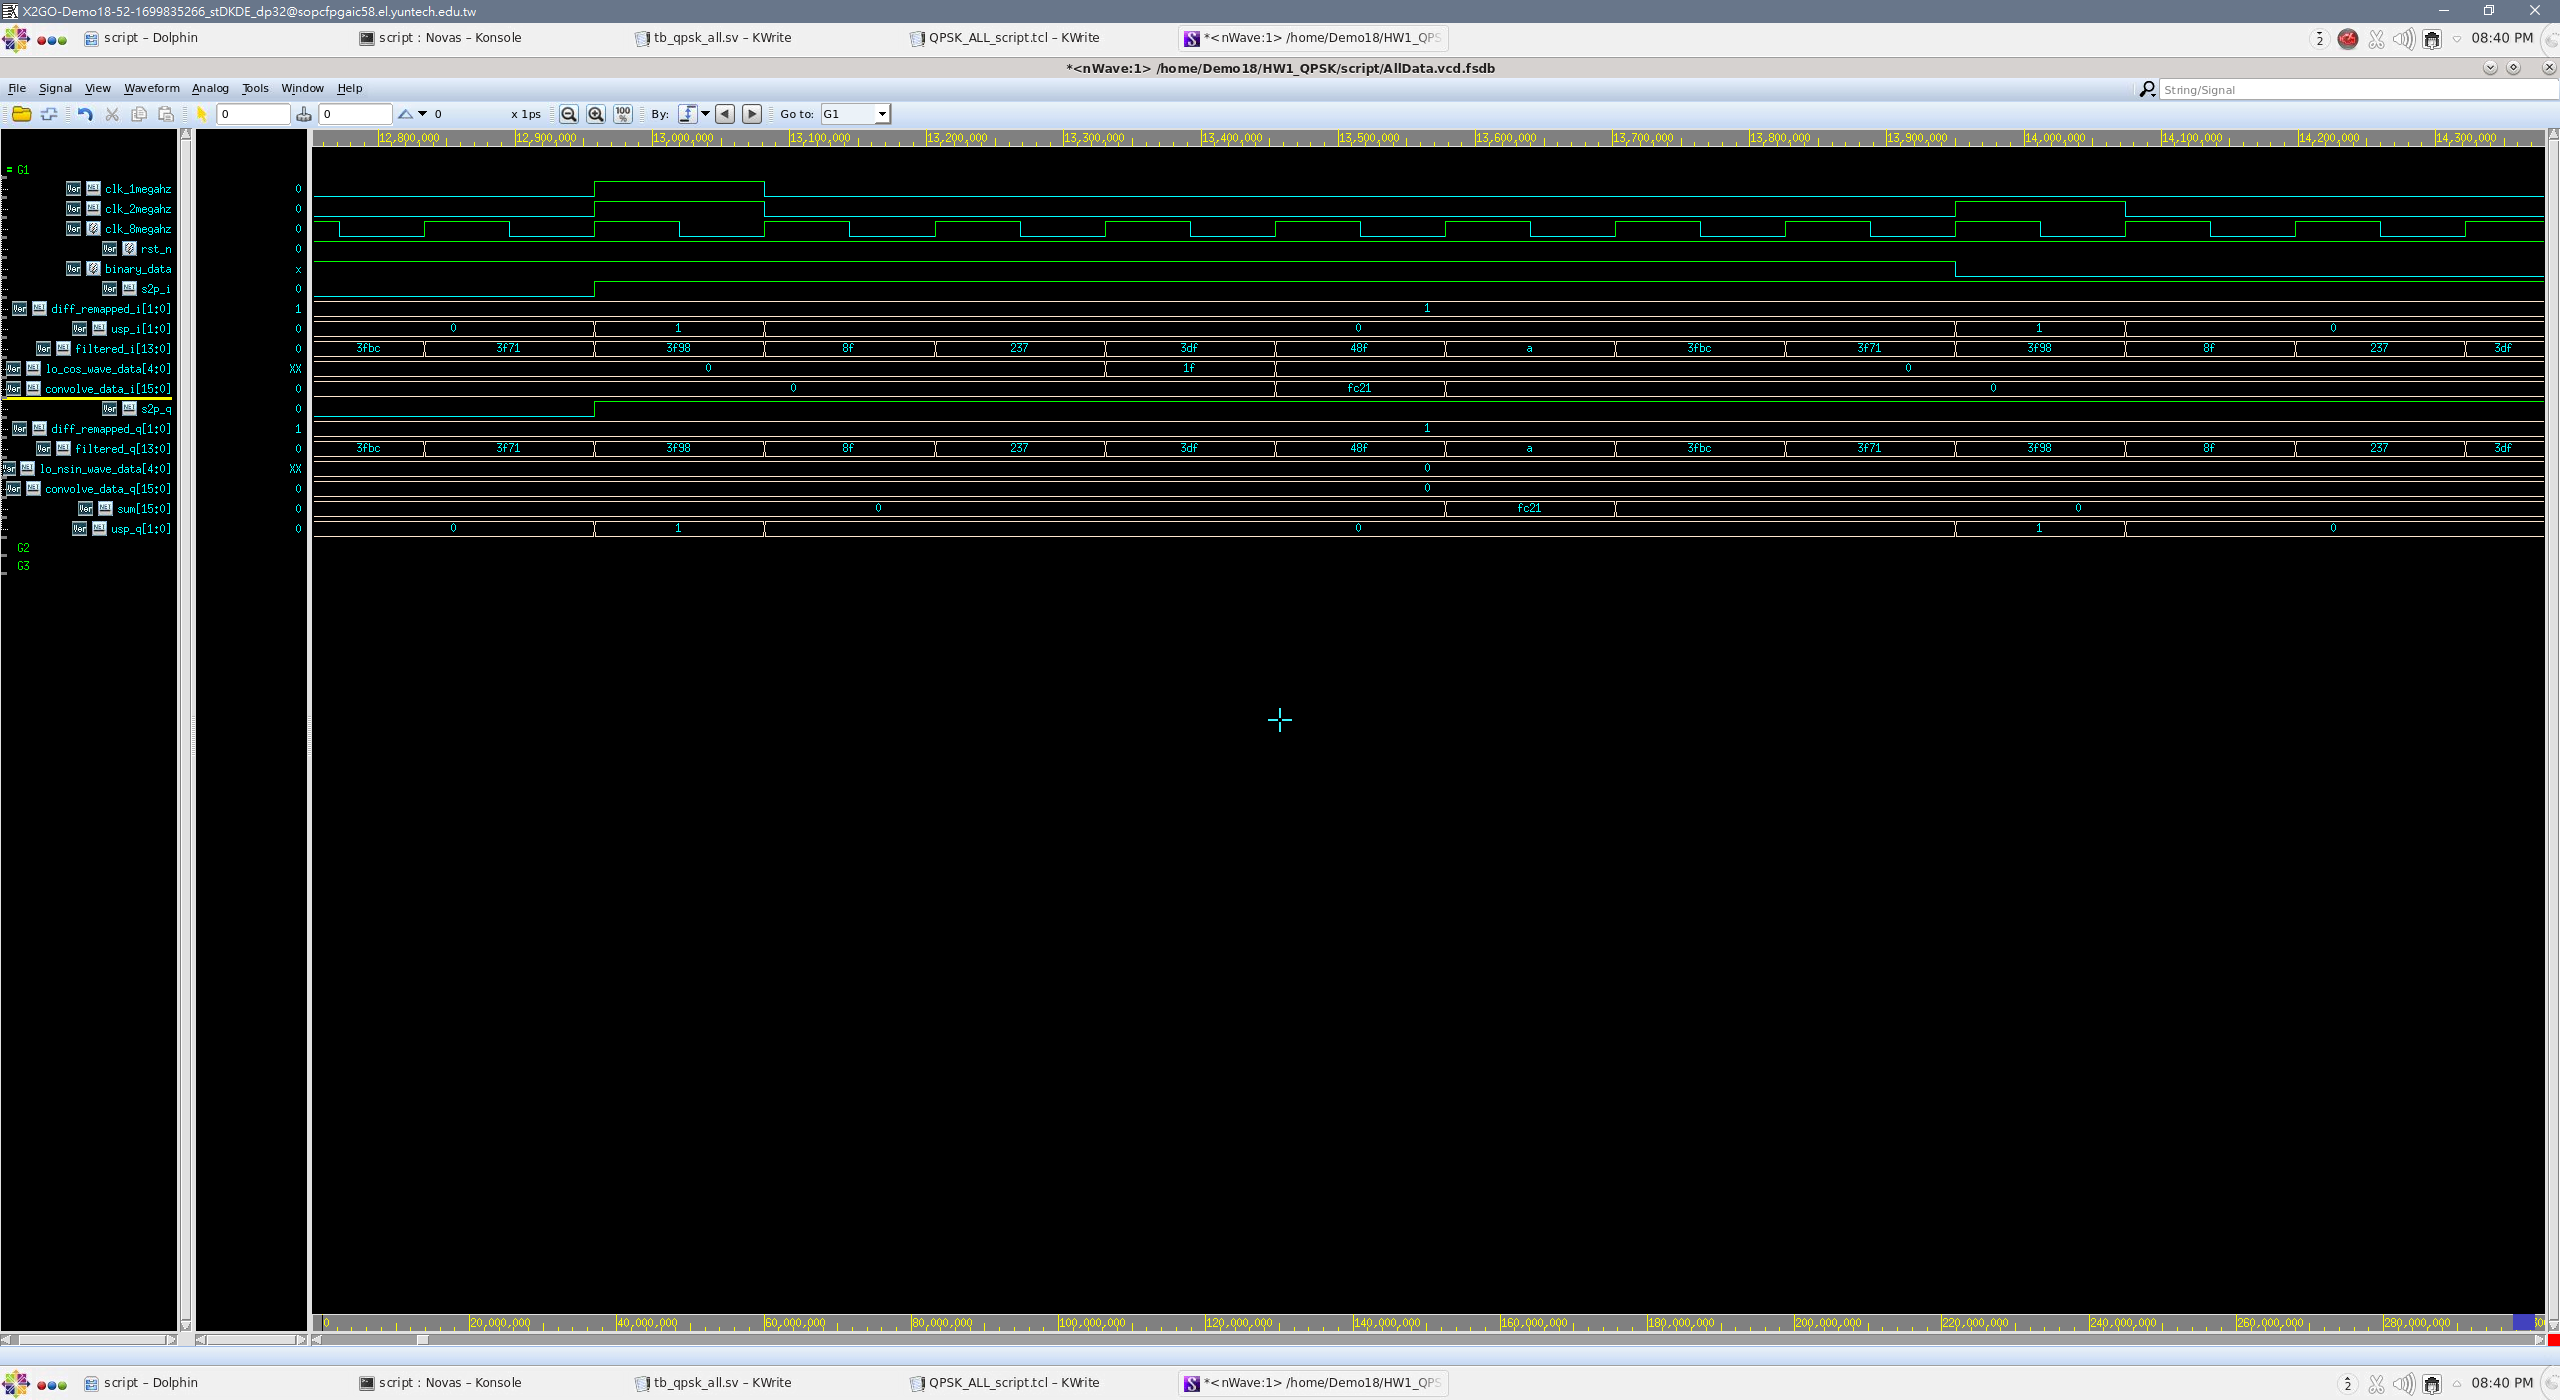 X2GO-Demo18-52-1699835266_stDKDE_dp32@sopcfpgaic58.el.yuntech.edu.tw
script – Dolphin
script : Novas – Konsole
tb_qpsk_all.sv – KWrite
QPSK_ALL_script.tcl – KWrite
*<nWave:1> /home/Demo18/HW1_QPS
2
08:40 PM
*<nWave:1> /home/Demo18/HW1_QPSK/script/AllData.vcd.fsdb
File Signal View Waveform Analog Tools Window Help
String/Signal
0 0 0 x 1ps 100 % By: Go to: G1
12,800,000 12,900,000 13,000,000 13,100,000 13,200,000 13,300,000 13,400,000 13,500,000 13,600,000 13,700,000 13,800,000 13,900,000 14,000,000 14,100,000 14,200,000 14,300,000
= G1
clk_1megahz 0
clk_2megahz 0
clk_8megahz 0
rst_n 0
binary_data x
s2p_i 0
diff_remapped_i[1:0] 1 1
usp_i[1:0] 0 0 1 0 1 0
filtered_i[13:0] 0 3fbc 3f71 3f98 8f 237 3df 48f a 3fbc 3f71 3f98 8f 237 3df
lo_cos_wave_data[4:0] XX 0 1f 0
convolve_data_i[15:0] 0 0 fc21 0
s2p_q 0
diff_remapped_q[1:0] 1 1
filtered_q[13:0] 0 3fbc 3f71 3f98 8f 237 3df 48f a 3fbc 3f71 3f98 8f 237 3df
lo_nsin_wave_data[4:0] XX 0
convolve_data_q[15:0] 0 0
sum[15:0] 0 0 fc21 0
usp_q[1:0] 0 0 1 0 1 0
G2
G3
0 20,000,000 40,000,000 60,000,000 80,000,000 100,000,000 120,000,000 140,000,000 160,000,000 180,000,000 200,000,000 220,000,000 240,000,000 260,000,000 280,000,000
script – Dolphin
script : Novas – Konsole
tb_qpsk_all.sv – KWrite
QPSK_ALL_script.tcl – KWrite
*<nWave:1> /home/Demo18/HW1_QPS
2
08:40 PM